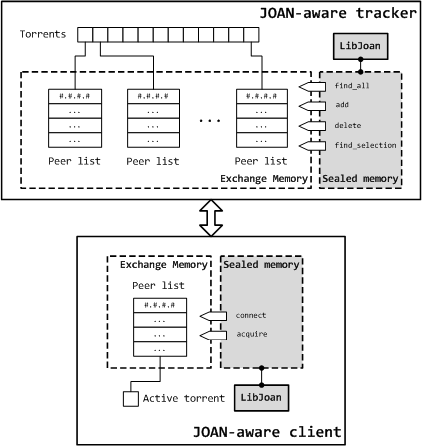 JOAN-aware tracker
Torrents
LibJoan
find_all
#.#.#.# #.#.#.# #.#.#.#
... ... ... add
... ... ... ... delete
... ... ... find_selection
Peer list Peer list Peer list
Exchange Memory Sealed memory
Exchange Memory Sealed memory
Peer list
#.#.#.#
... connect
... acquire
...
Active torrent LibJoan
JOAN-aware client